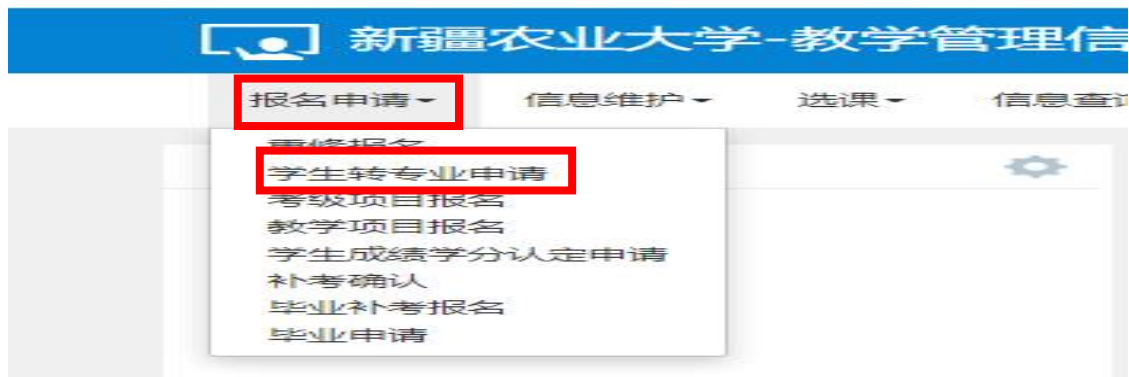 新疆农业大学-教学管理信
报名申请 信息维护 选课 信息查询
重修报名
学生转专业申请
考级项目报名
教学项目报名
学生成绩学分认定申请
补考确认
毕业补考报名
毕业申请